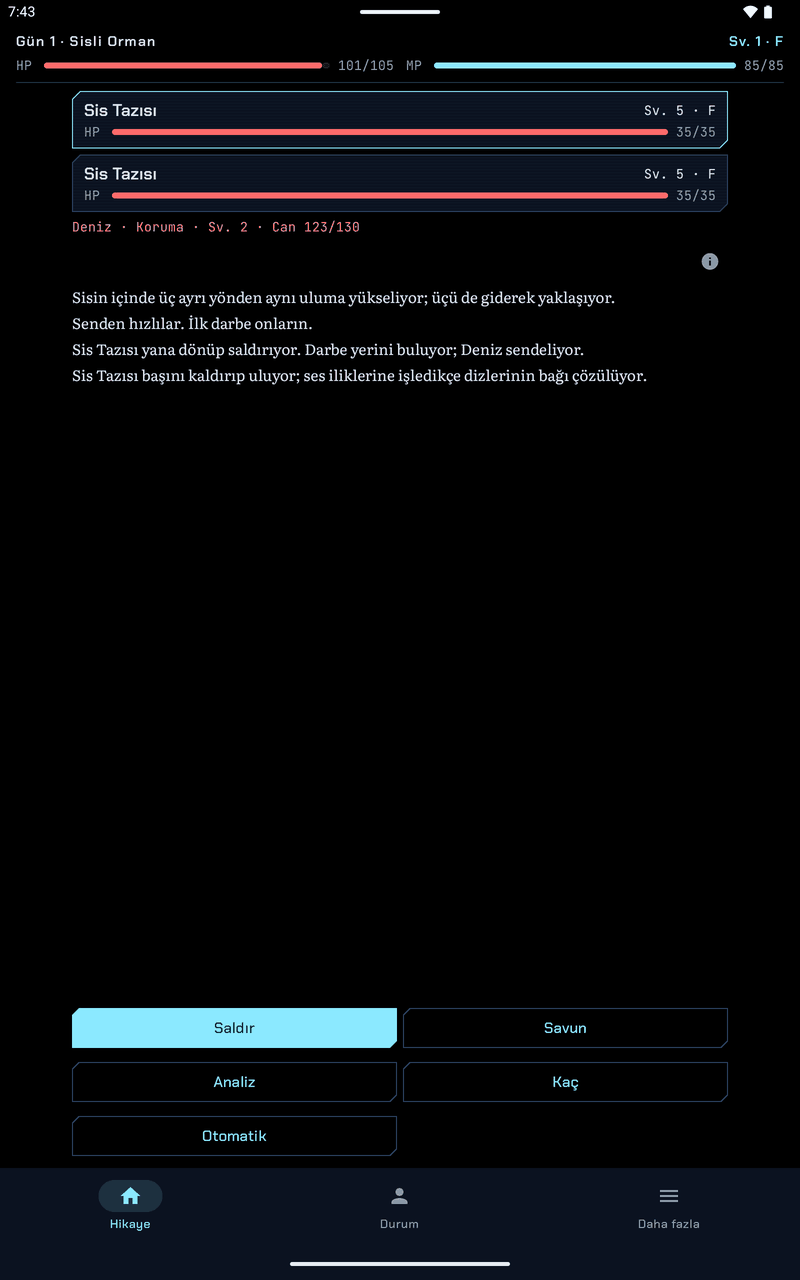 7:43
Gün 1 · Sisli Orman
Sv. 1 · F
HP 101/105 MP 85/85
Sis Tazısı Sv. 5 · F
HP 35/35
Sis Tazısı Sv. 5 · F
HP 35/35
Deniz · Koruma · Sv. 2 · Can 123/130
Sisin içinde üç ayrı yönden aynı uluma yükseliyor; üçü de giderek yaklaşıyor.
Senden hızlılar. İlk darbe onların.
Sis Tazısı yana dönüp saldırıyor. Darbe yerini buluyor; Deniz sendeliyor.
Sis Tazısı başını kaldırıp uluyor; ses iliklerine işledikçe dizlerinin bağı çözülüyor.
Saldır Savun
Analiz Kaç
Otomatik
Hikaye Durum Daha fazla